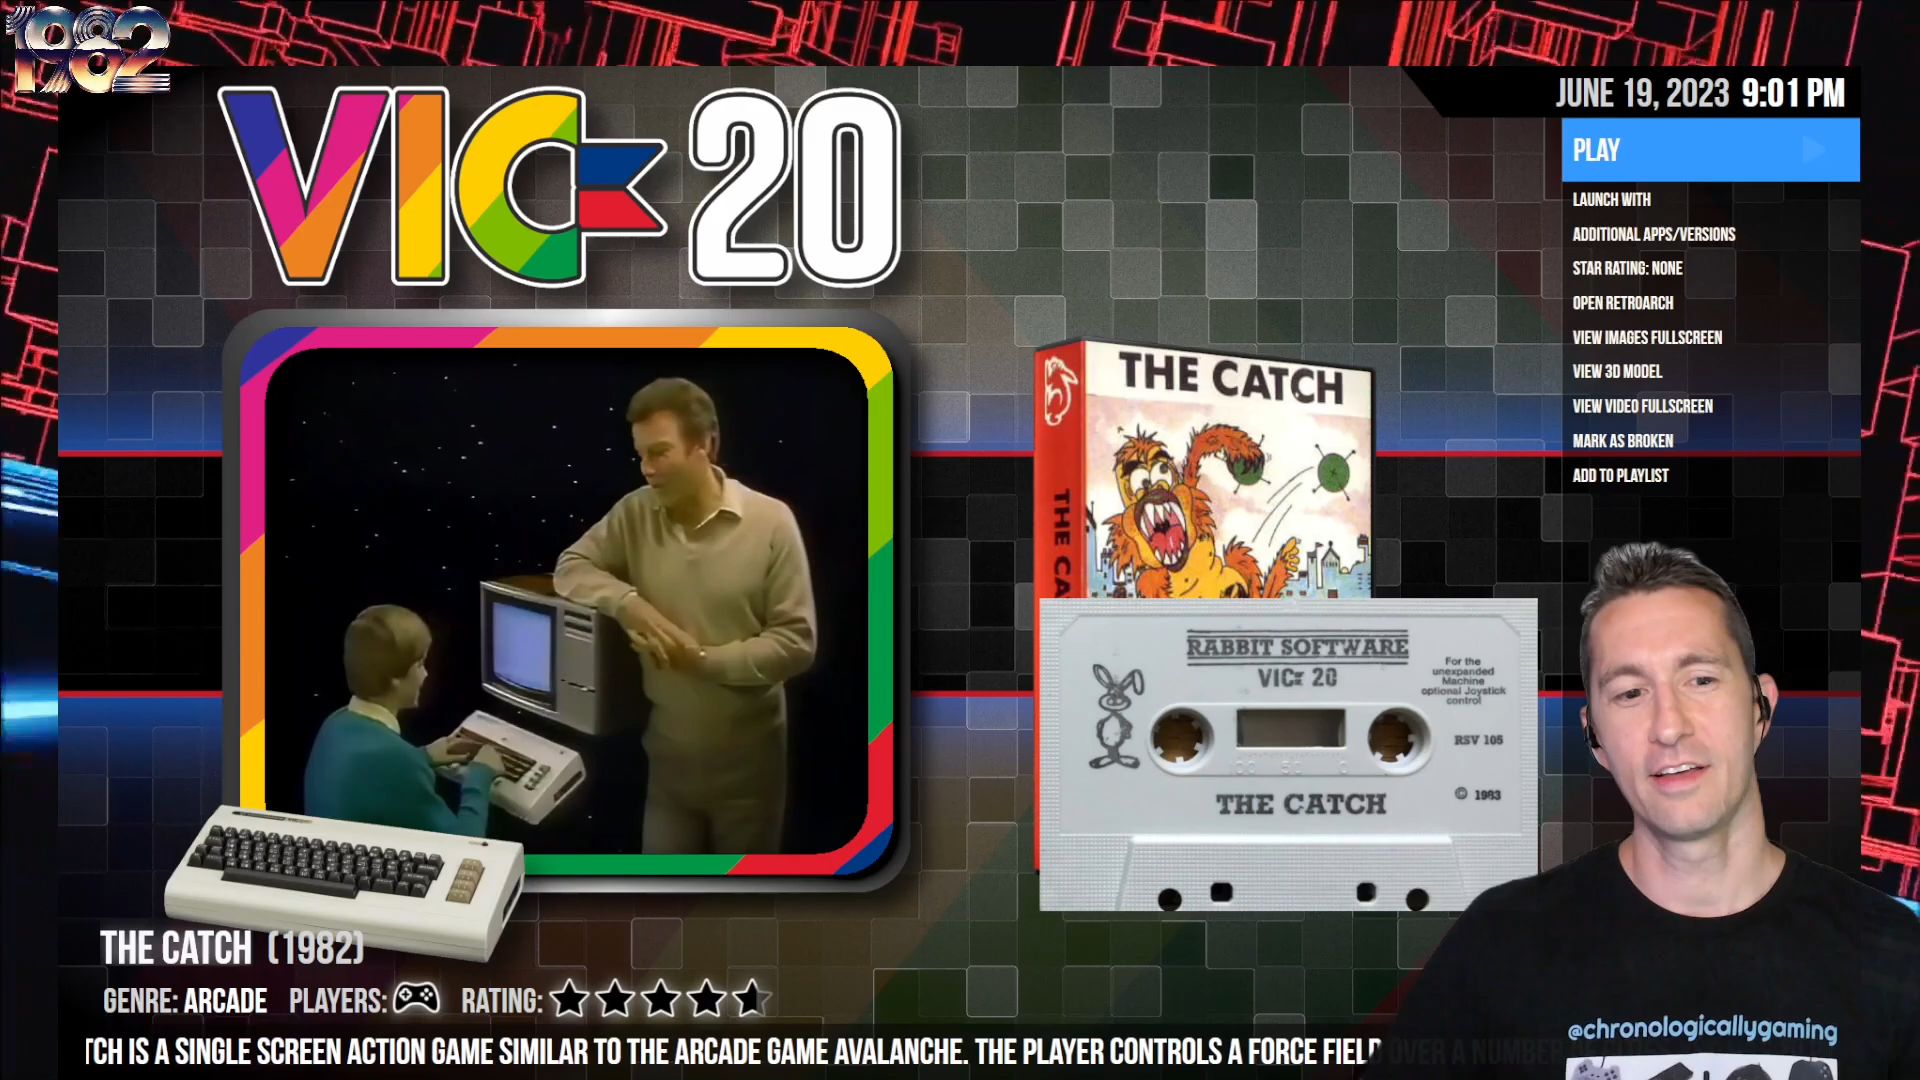 1982
JUNE 19, 2023 9:01 PM
VIC 20
PLAY
LAUNCH WITH
ADDITIONAL APPS/VERSIONS
STAR RATING: NONE
OPEN RETROARCH
VIEW IMAGES FULLSCREEN
VIEW 3D MODEL
VIEW VIDEO FULLSCREEN
MARK AS BROKEN
ADD TO PLAYLIST
THE CATCH
THE CA
RABBIT SOFTWARE
VIC 20
For the
unexpanded
Machine
optional Joystick
control
RSV 105
100 50 0
THE CATCH
© 1983
THE CATCH (1982)
GENRE: ARCADE PLAYERS: RATING:
TCH IS A SINGLE SCREEN ACTION GAME SIMILAR TO THE ARCADE GAME AVALANCHE. THE PLAYER CONTROLS A FORCE FIELD OVER A NUMBER
@chronologicallygaming